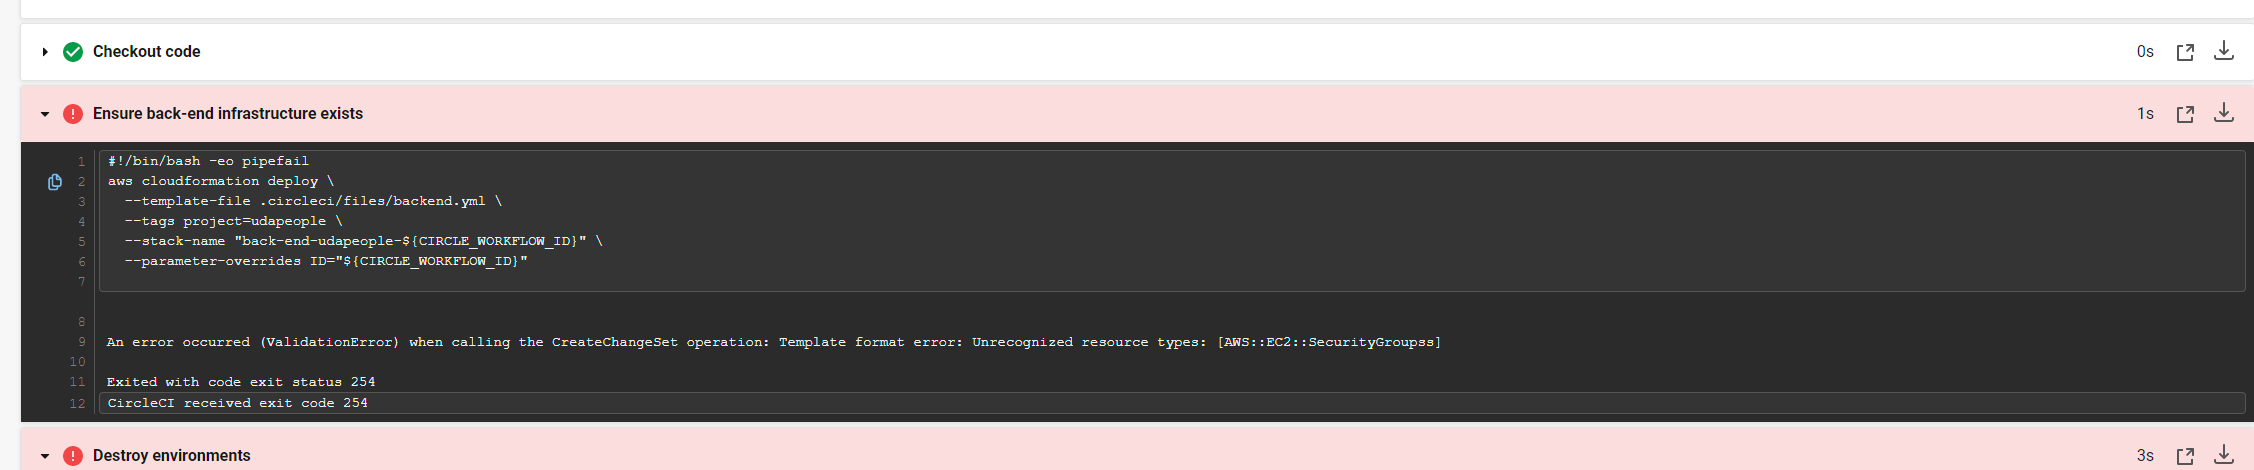 Checkout code 0s
Ensure back-end infrastructure exists 1s
1 #!/bin/bash -eo pipefail
2 aws cloudformation deploy \
3 --template-file .circleci/files/backend.yml \
4 --tags project=udapeople \
5 --stack-name "back-end-udapeople-${CIRCLE_WORKFLOW_ID}" \
6 --parameter-overrides ID="${CIRCLE_WORKFLOW_ID}"
7
8
9 An error occurred (ValidationError) when calling the CreateChangeSet operation: Template format error: Unrecognized resource types: [AWS::EC2::SecurityGroupss]
10
11 Exited with code exit status 254
12 CircleCI received exit code 254
Destroy environments 3s